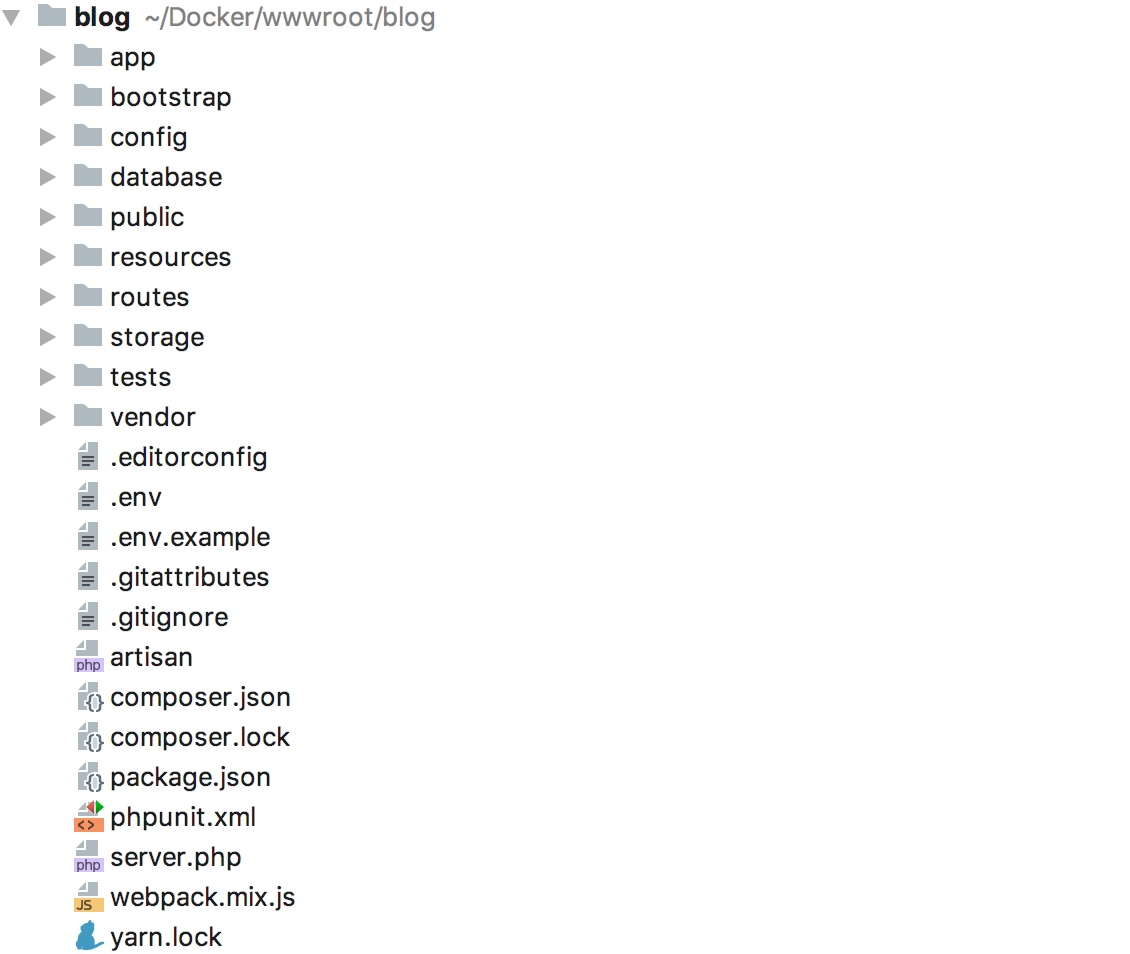 blog ~/Docker/wwwroot/blog
app
bootstrap
config
database
public
resources
routes
storage
tests
vendor
.editorconfig
.env
.env.example
.gitattributes
.gitignore
php artisan
composer.json
composer.lock
package.json
phpunit.xml
php server.php
JS webpack.mix.js
yarn.lock